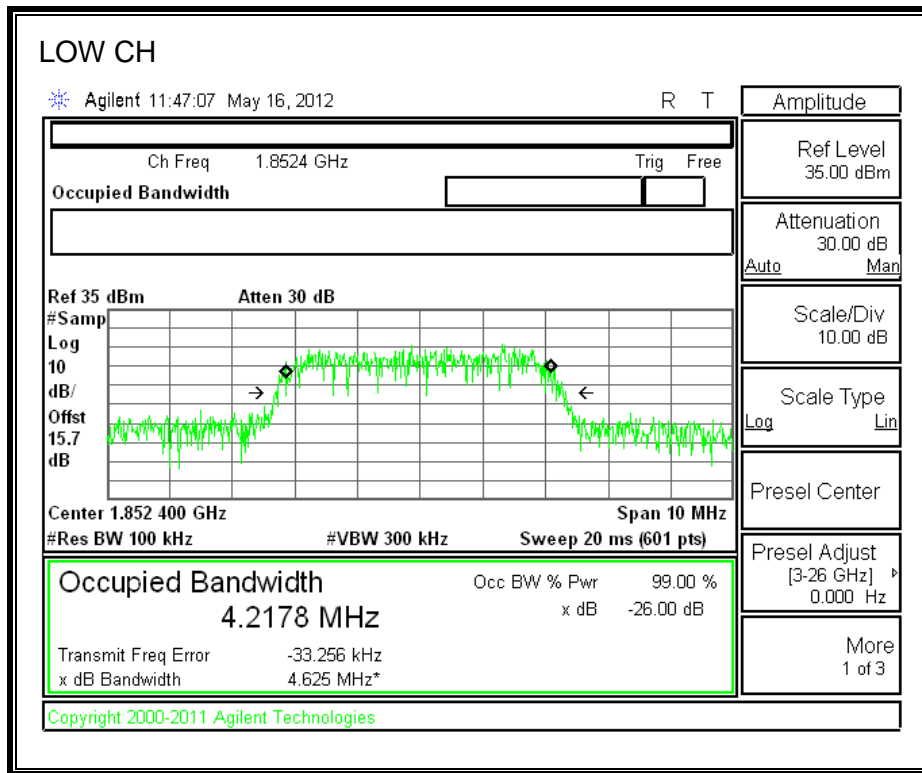 LOW CH
Agilent 11:47:07 May 16, 2012 R T
Ch Freq 1.8524 GHz Trig Free
Occupied Bandwidth
Ref 35 dBm Atten 30 dB
#Samp
Log
10
dB/
Offst
15.7
dB
Center 1.852 400 GHz Span 10 MHz
#Res BW 100 kHz #VBW 300 kHz Sweep 20 ms (601 pts)
Occupied Bandwidth
4.2178 MHz
Occ BW % Pwr 99.00 %
x dB -26.00 dB
Transmit Freq Error -33.256 kHz
x dB Bandwidth 4.625 MHz*
Copyright 2000-2011 Agilent Technologies
Amplitude
Ref Level
35.00 dBm
Attenuation
30.00 dB
Auto Man
Scale/Div
10.00 dB
Scale Type
Log Lin
Presel Center
Presel Adjust
[3-26 GHz]
0.000 Hz
More
1 of 3